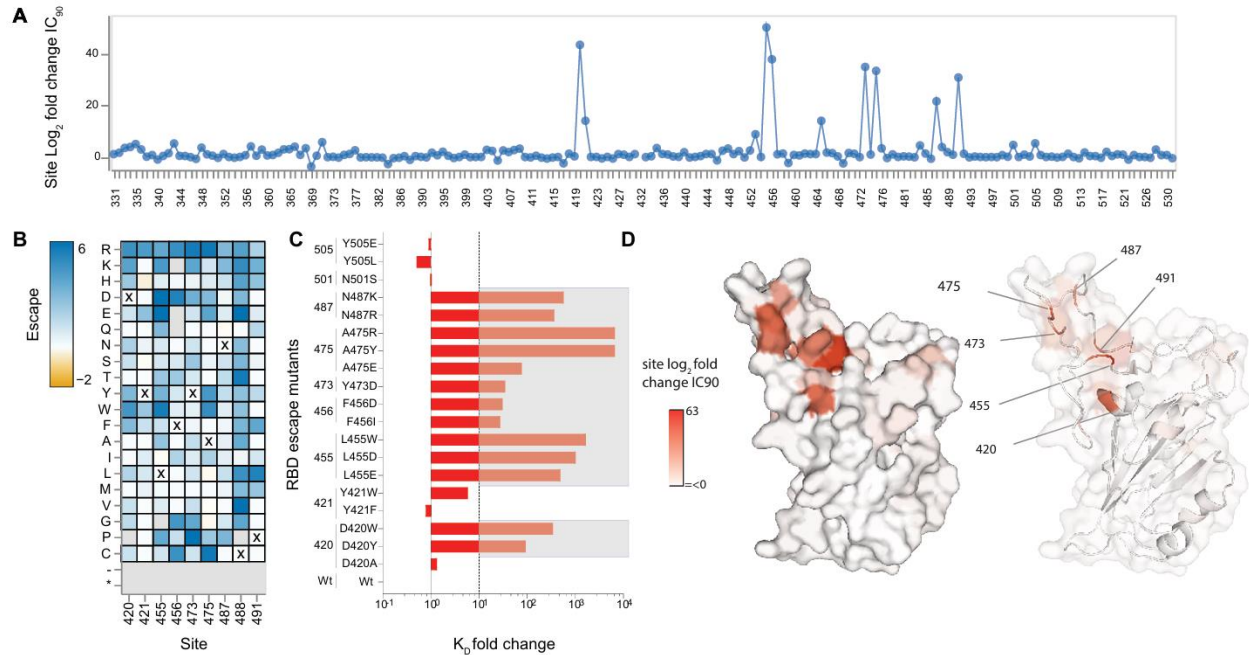 A
Site Log2 fold change IC90
40
20
0
331 334 337 340 344 348 352 356 360 364 369 373 377 382 386 390 395 399 403 407 411 415 419 423 427 431 436 440 444 448 452 456 460 464 468 472 476 481 485 489 493 497 501 505 509 513 517 521 526 530
B
6
Escape
−2
R
K
H
D X
E
Q
N X
S
T
Y X X
W
F X
A X
I
L X
M
V
G
P X
C X
-
*
420 421 455 456 473 475 487 488 491
Site
C
RBD escape mutants
505 Y505E
Y505L
501 N501S
487 N487K
N487R
475 A475R
A475Y
A475E
473 Y473D
456 F456D
F456I
455 L455W
L455D
L455E
421 Y421W
Y421F
420 D420W
D420Y
D420A
Wt Wt
10-1 100 101 102 103 104
KD fold change
D
site log2 fold
change IC90
63
=<0
475
487
491
473
455
420